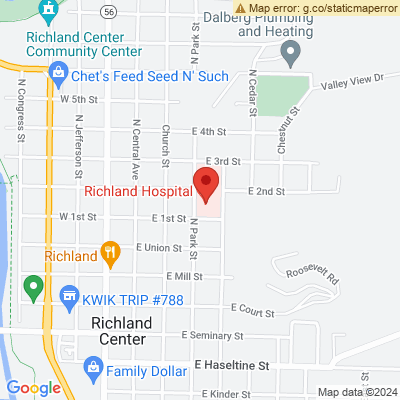 Map error: g.co/staticmaperror
Richland Center
Community Center
56
Dalberg Plumbing
and Heating
N Park St
N Cedar St
Valley View Dr
Chet's Feed Seed N' Such
W 5th St
N Congress St
N Jefferson St
N Central Ave
Church St
E 4th St
Chestnut St
E 3rd St
Richland Hospital
E 2nd St
W 1st St
E 1st St
N Park St
Richland
E Union St
E Mill St
Roosevelt Rd
KWIK TRIP #788
E Court St
Richland
Center
E Seminary St
E Haseltine St
Family Dollar
E Kinder St
Google
Map data ©2024